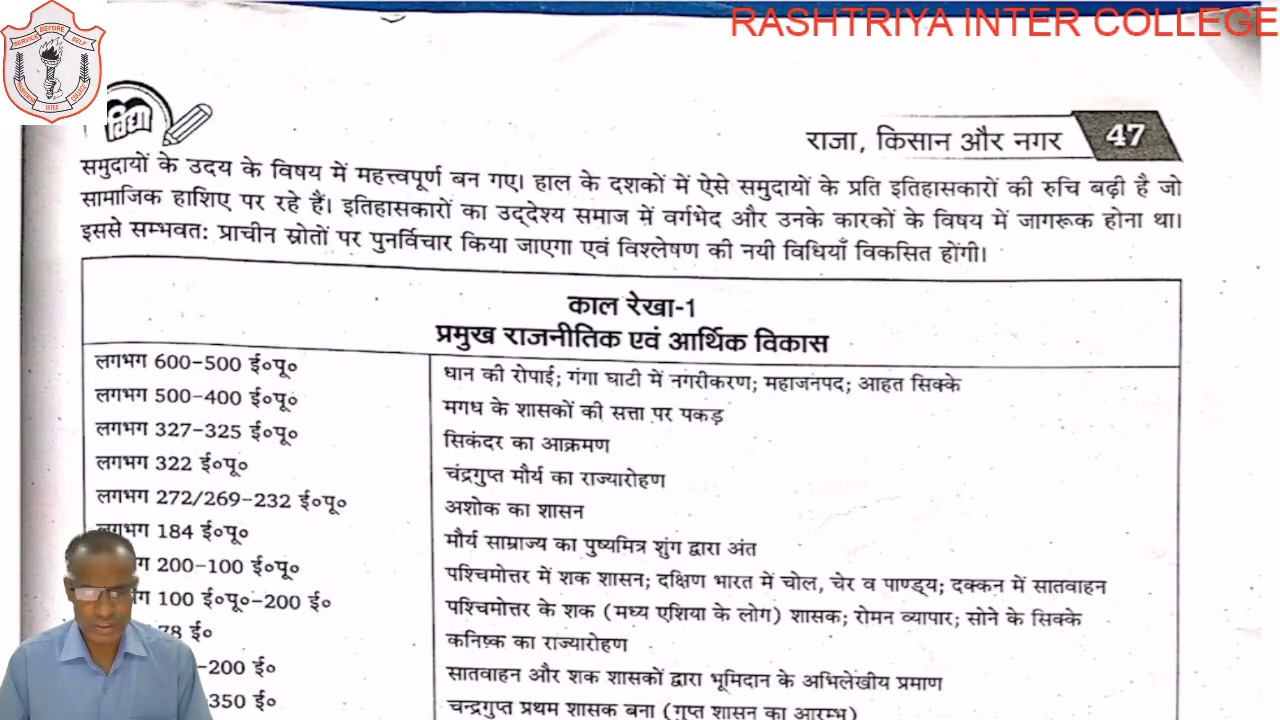 RASHTRIYA INTER COLLEGE
SERVICE BEFORE SELF
INTER
विद्या
राजा, किसान और नगर 47
समुदायों के उदय के विषय में महत्त्वपूर्ण बन गए। हाल के दशकों में ऐसे समुदायों के प्रति इतिहासकारों की रुचि बढ़ी है जो
सामाजिक हाशिए पर रहे हैं। इतिहासकारों का उद्देश्य समाज में वर्गभेद और उनके कारकों के विषय में जागरूक होना था।
इससे सम्भवतः प्राचीन स्रोतों पर पुनर्विचार किया जाएगा एवं विश्लेषण की नयी विधियाँ विकसित होंगी।
काल रेखा-1
प्रमुख राजनीतिक एवं आर्थिक विकास
लगभग 600-500 ई०पू० धान की रोपाई; गंगा घाटी में नगरीकरण; महाजनपद; आहत सिक्के
लगभग 500-400 ई०पू० मगध के शासकों की सत्ता पर पकड़
लगभग 327-325 ई०पू० सिकंदर का आक्रमण
लगभग 322 ई०पू० चंद्रगुप्त मौर्य का राज्यारोहण
लगभग 272/269-232 ई०पू० अशोक का शासन
लगभग 184 ई०पू० मौर्य साम्राज्य का पुष्यमित्र शुंग द्वारा अंत
200-100 ई०पू० पश्चिमोत्तर में शक शासन; दक्षिण भारत में चोल, चेर व पाण्ड्य; दक्कन में सातवाहन
100 ई०पू०-200 ई० पश्चिमोत्तर के शक (मध्य एशिया के लोग) शासक; रोमन व्यापार; सोने के सिक्के
78 ई० कनिष्क का राज्यारोहण
-200 ई० सातवाहन और शक शासकों द्वारा भूमिदान के अभिलेखीय प्रमाण
350 ई० चन्द्रगुप्त प्रथम शासक बना (गुप्त शासन का आरम्भ)